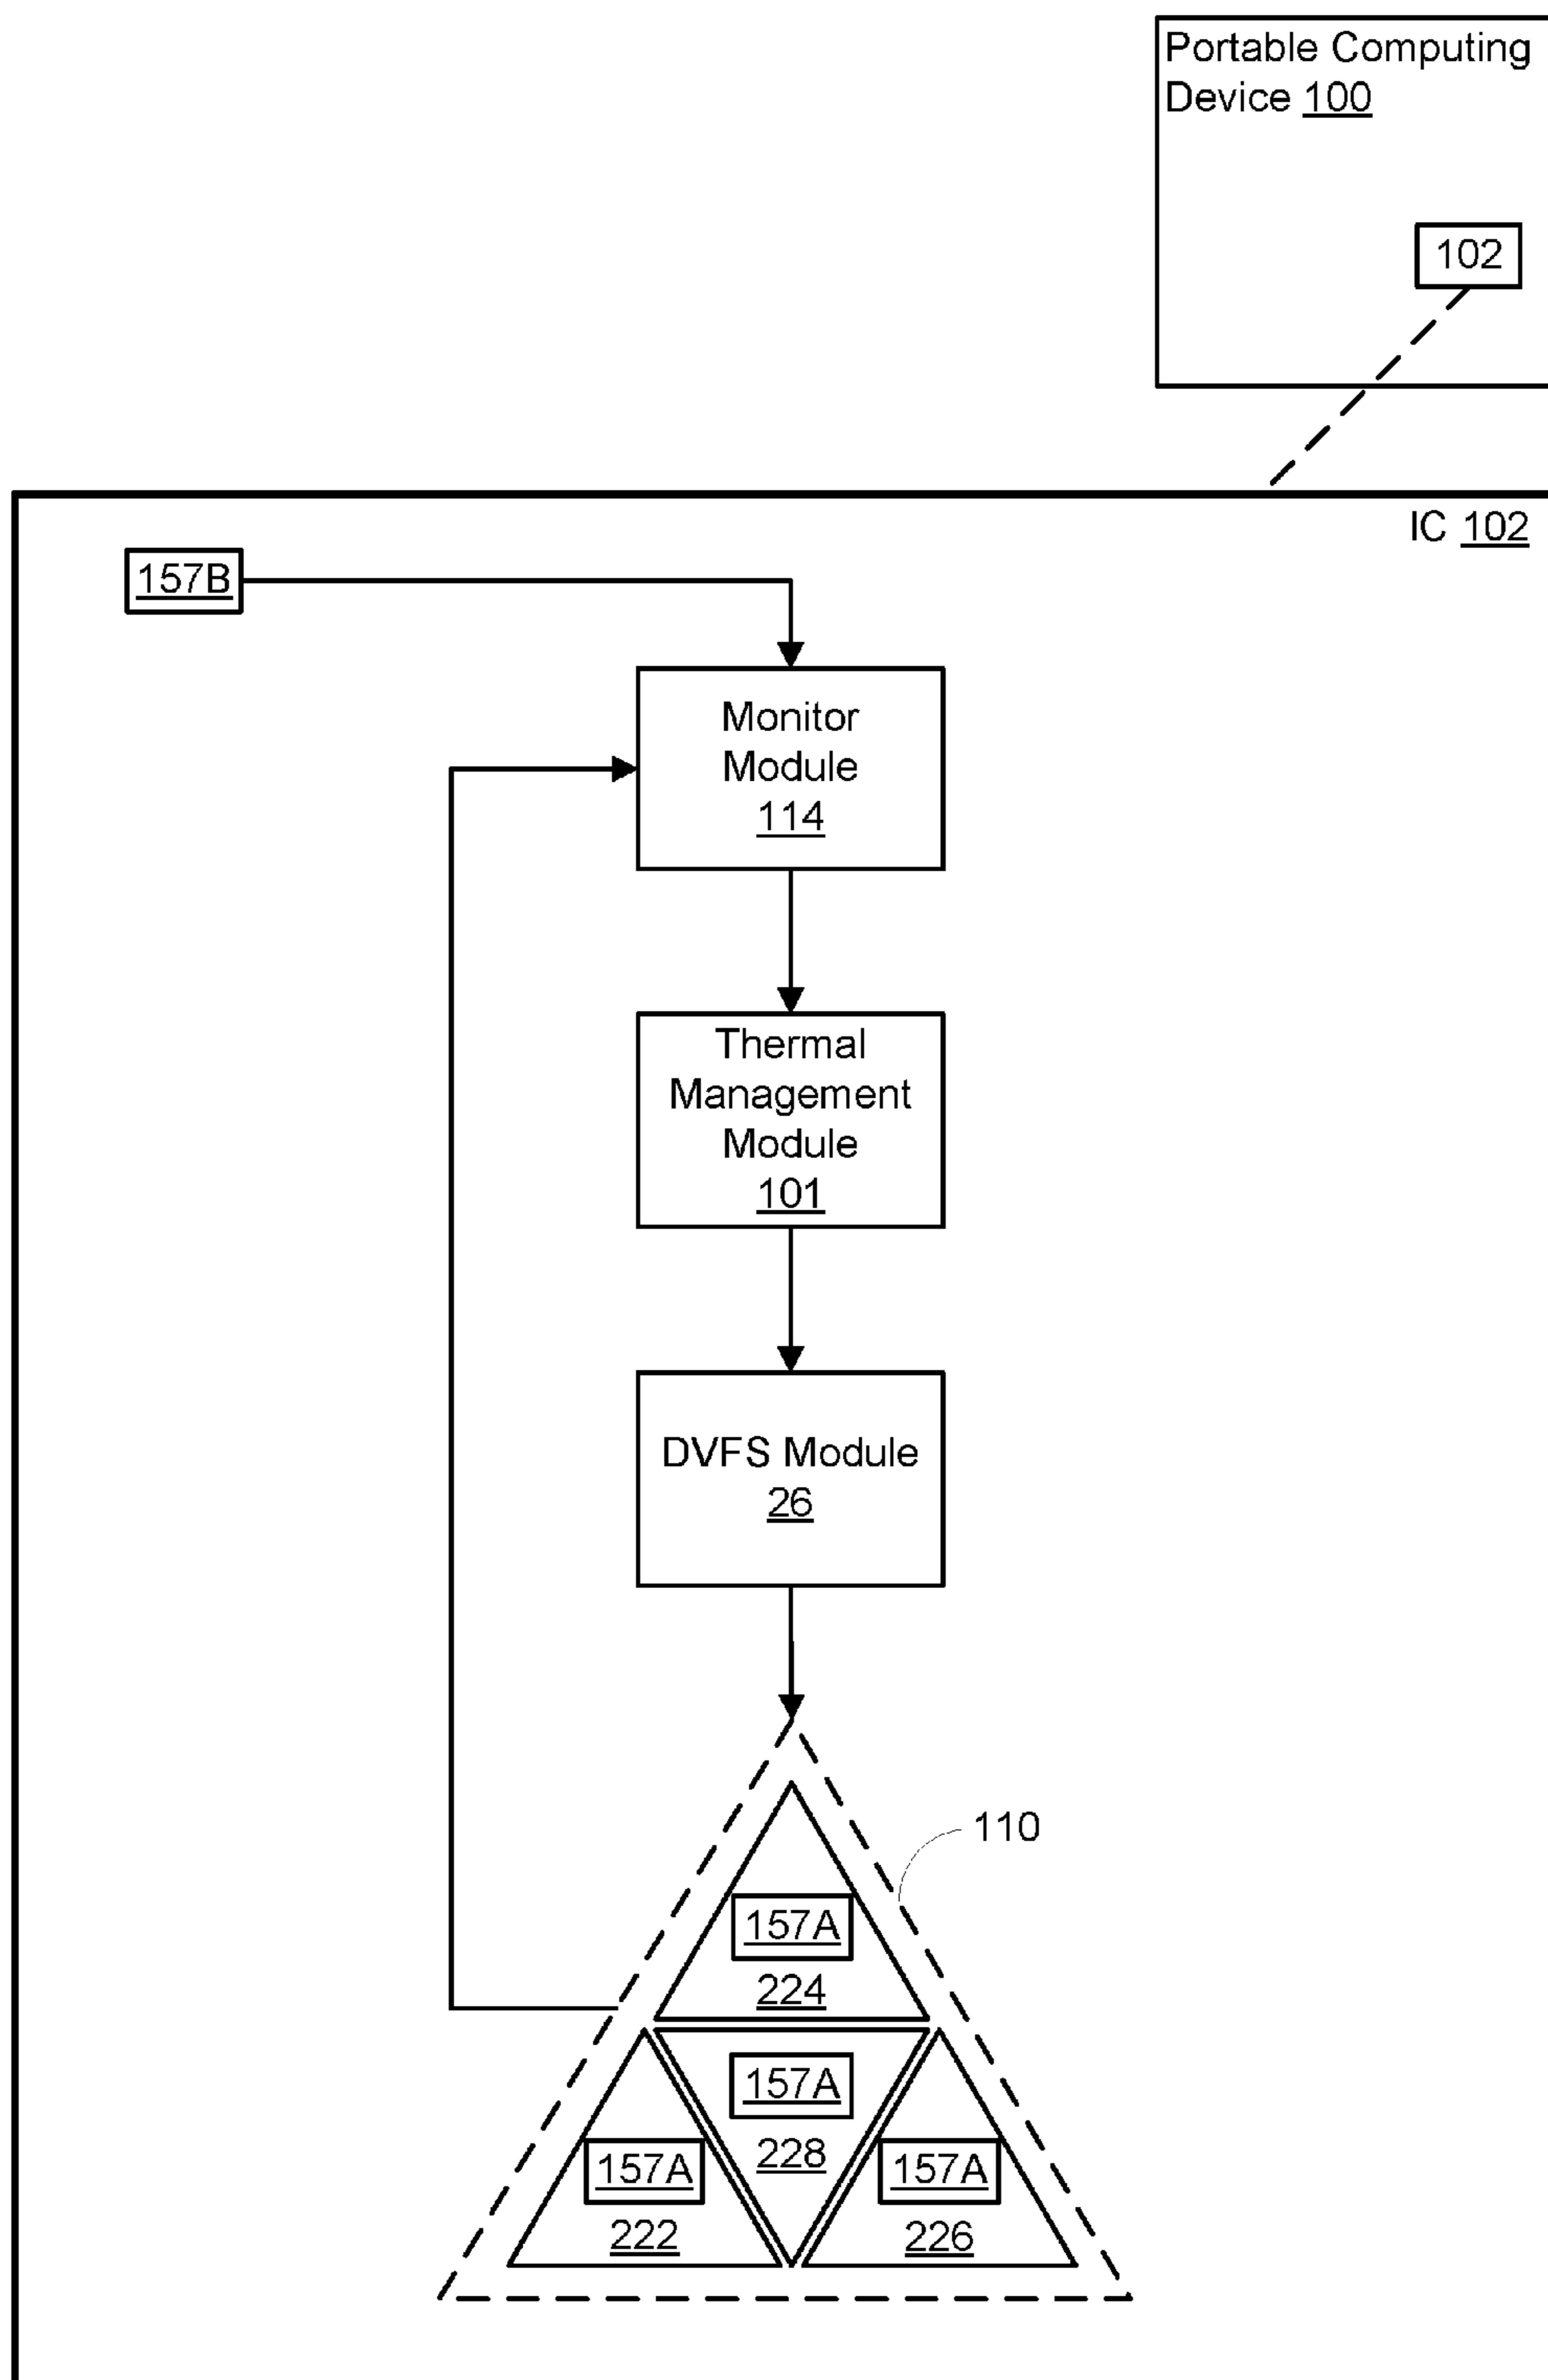 Portable Computing
Device 100
102
IC 102
157B
Monitor
Module
114
Thermal
Management
Module
101
DVFS Module
26
110
157A
224
157A
228
157A
222
157A
226